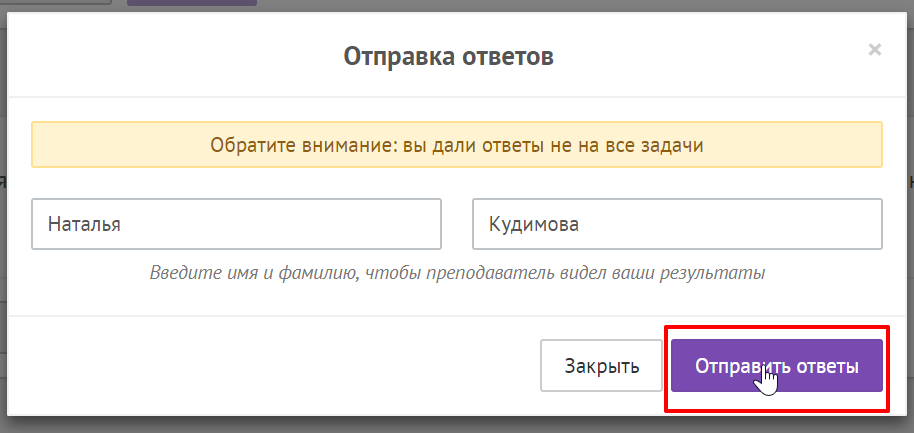 Отправка ответов
×
Обратите внимание: вы дали ответы не на все задачи
Наталья
Кудимова
Введите имя и фамилию, чтобы преподаватель видел ваши результаты
Закрыть
Отправить ответы